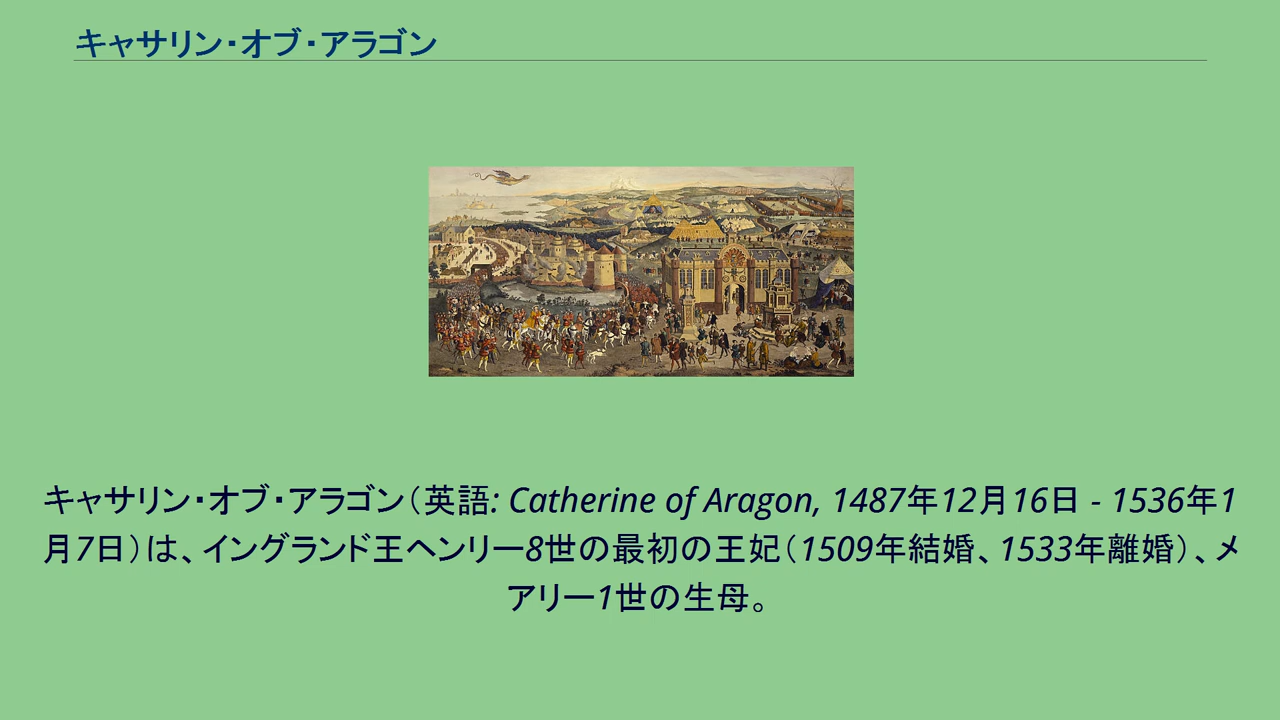 キャサリン・オブ・アラゴン
キャサリン・オブ・アラゴン（英語: Catherine of Aragon, 1487年12月16日 - 1536年1
月7日）は、イングランド王ヘンリー8世の最初の王妃（1509年結婚、1533年離婚）、メ
アリー1世の生母。